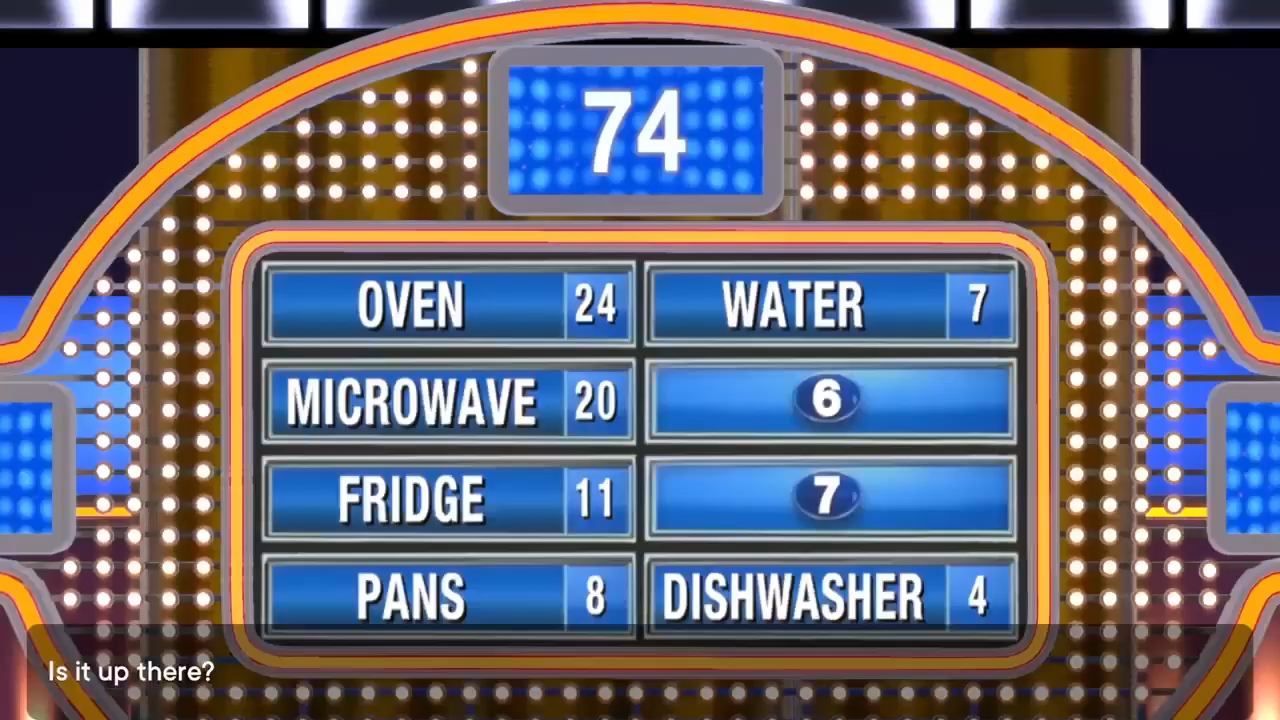 74
OVEN 24
MICROWAVE 20
FRIDGE 11
PANS 8
WATER 7
6
7
DISHWASHER 4
Is it up there?